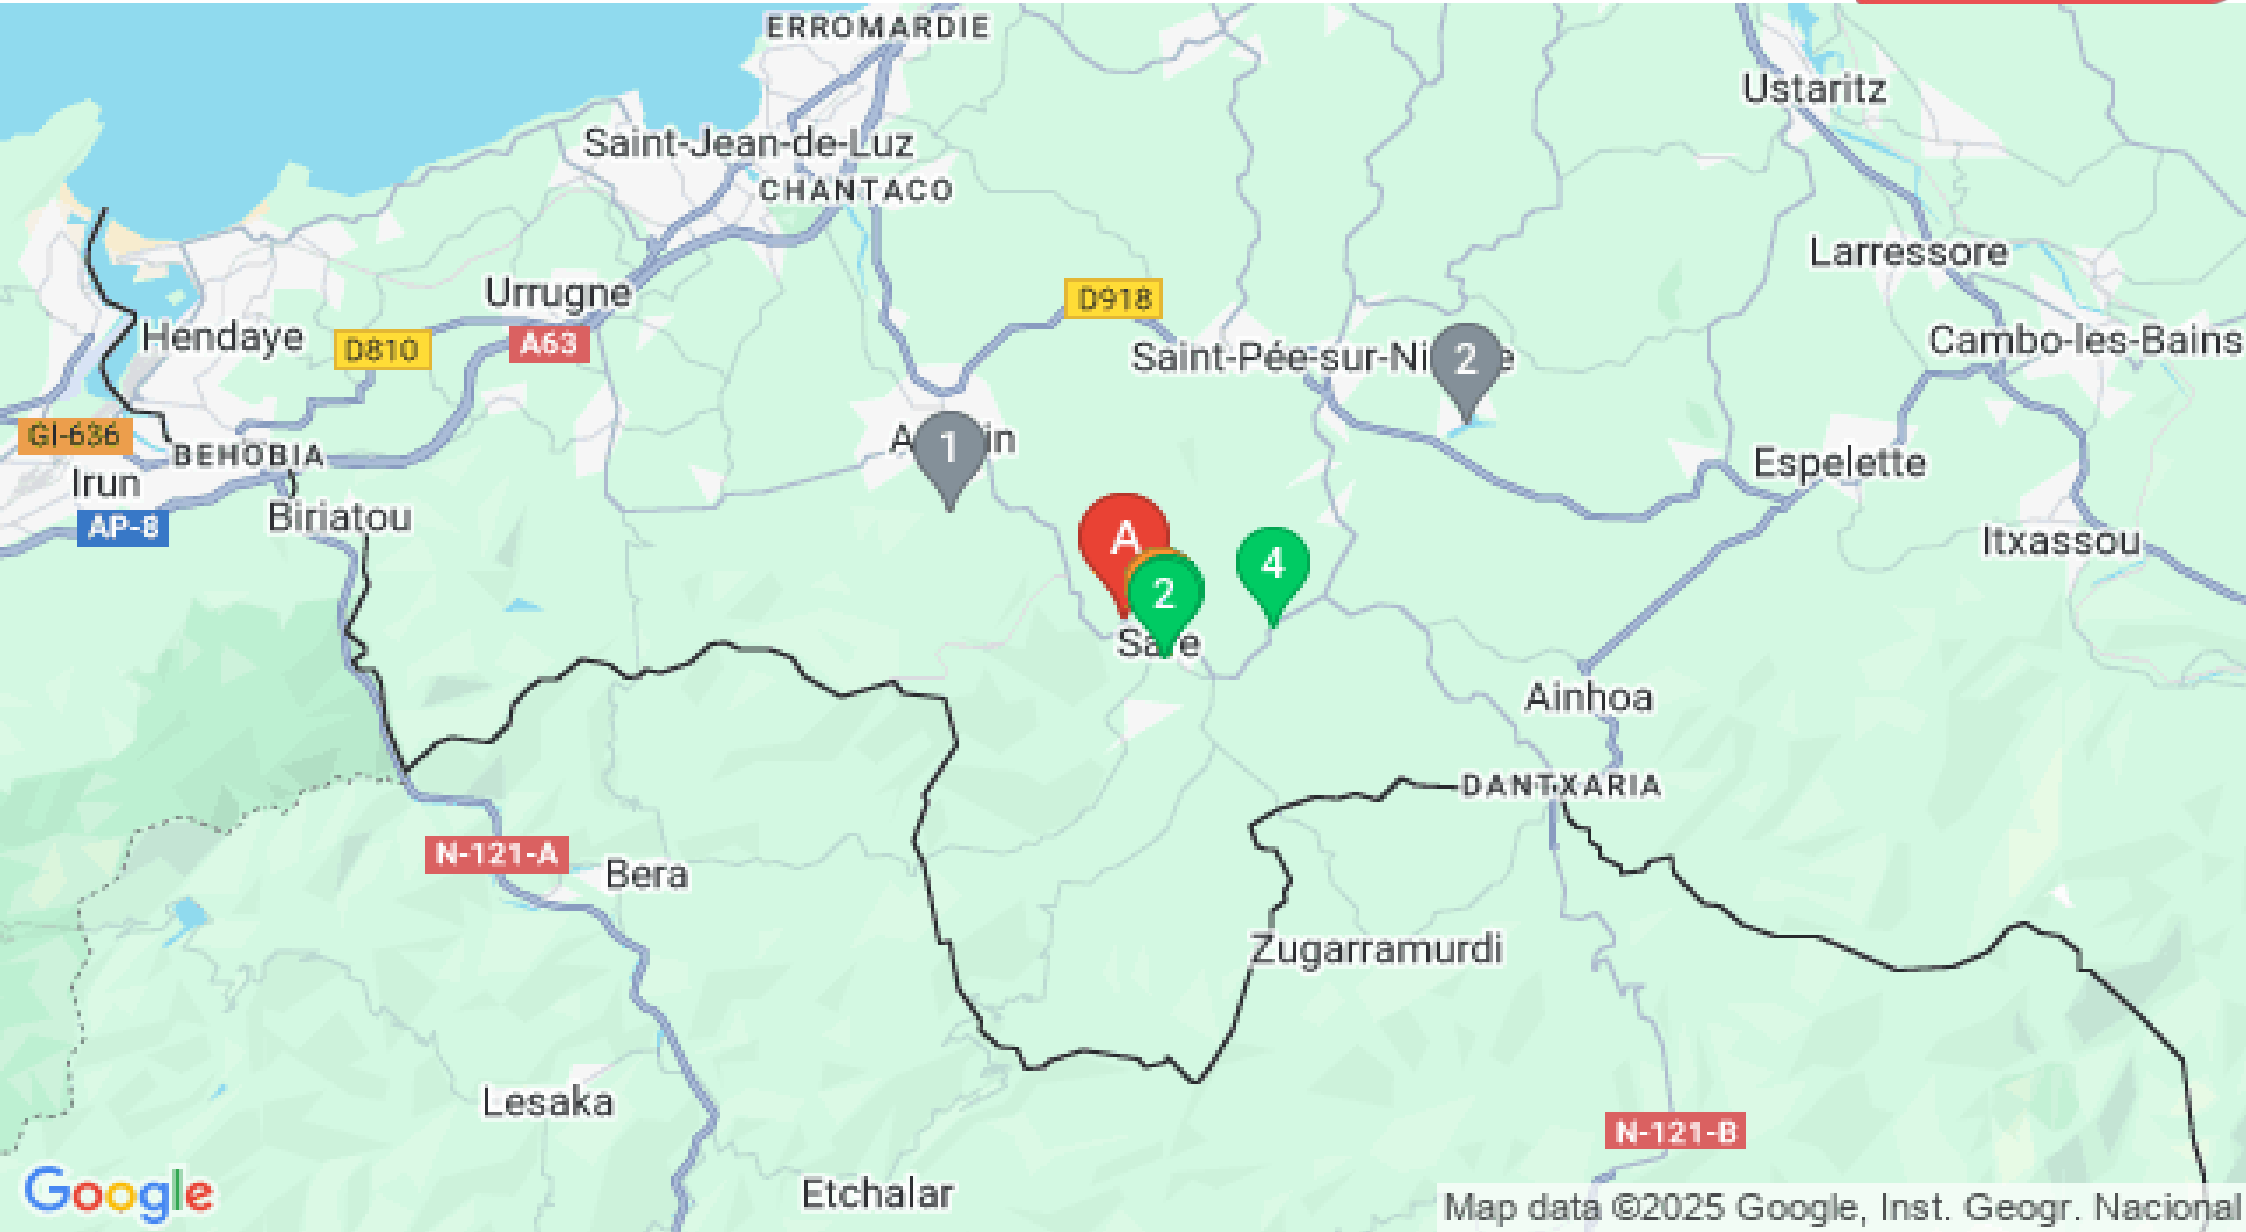 ERROMARDIE
Ustaritz
Saint-Jean-de-Luz
CHANTACO
Larressore
Urrugne
D918
Hendaye
D810
A63
Cambo-les-Bains
Saint-Pée-sur-Ni
e
2
GI-636
BEHOBIA
A
in
1
Espelette
Irun
AP-8
Biriatou
A
Itxassou
4
2
Sa
e
Ainhoa
DANTXARIA
N-121-A
Bera
Zugarramurdi
Lesaka
N-121-B
Etchalar
Google
Map data ©2025 Google, Inst. Geogr. Nacional